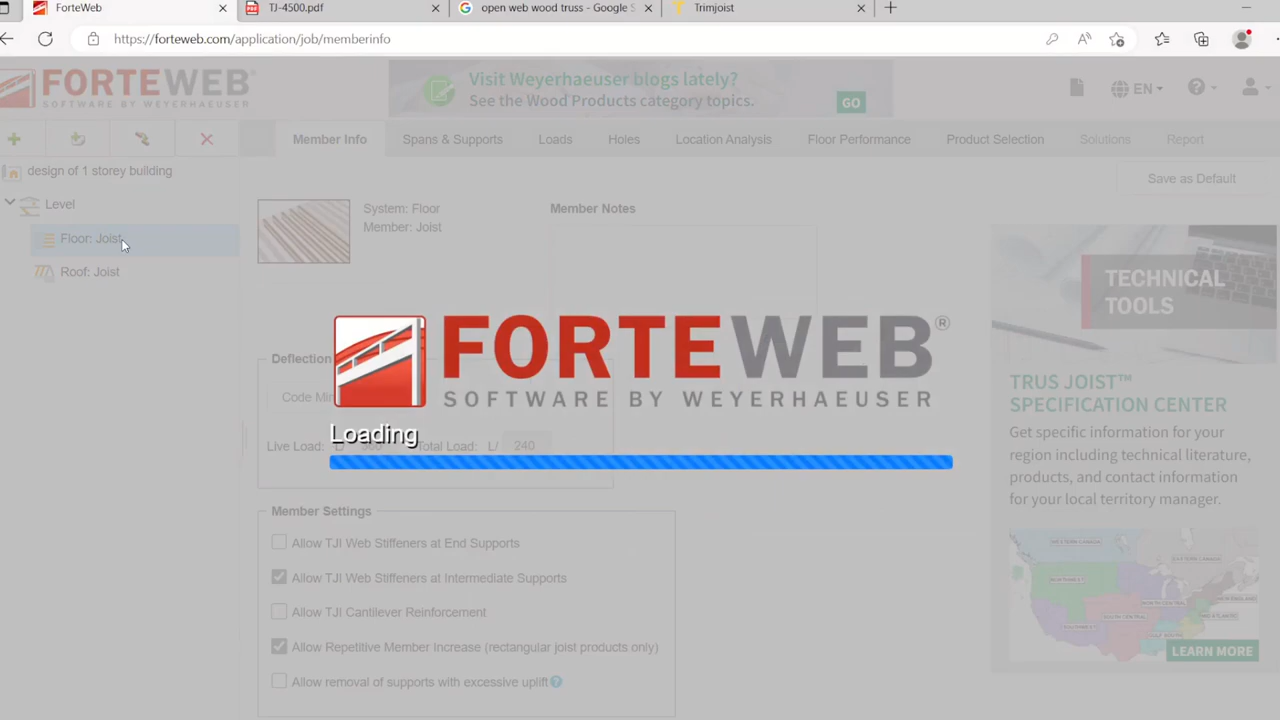 ForteWeb
TJ-4500.pdf
open web wood truss - Google S
Trimjoist
https://forteweb.com/application/job/memberinfo
FORTEWEB®
SOFTWARE BY WEYERHAEUSER
Visit Weyerhaeuser blogs lately?
See the Wood Products category topics.
GO
EN
Member Info
Spans & Supports
Loads
Holes
Location Analysis
Floor Performance
Product Selection
Solutions
Report
design of 1 storey building
Level
Floor: Joist
Roof: Joist
Save as Default
System: Floor
Member: Joist
Member Notes
FORTEWEB®
SOFTWARE BY WEYERHAEUSER
Loading
Deflection
Code Min
Live Load: L/
Total Load: L/ 240
Member Settings
Allow TJI Web Stiffeners at End Supports
Allow TJI Web Stiffeners at Intermediate Supports
Allow TJI Cantilever Reinforcement
Allow Repetitive Member Increase (rectangular joist products only)
Allow removal of supports with excessive uplift
TECHNICAL
TOOLS
TRUS JOIST™
SPECIFICATION CENTER
Get specific information for your
region including technical literature,
products, and contact information
for your local territory manager.
LEARN MORE